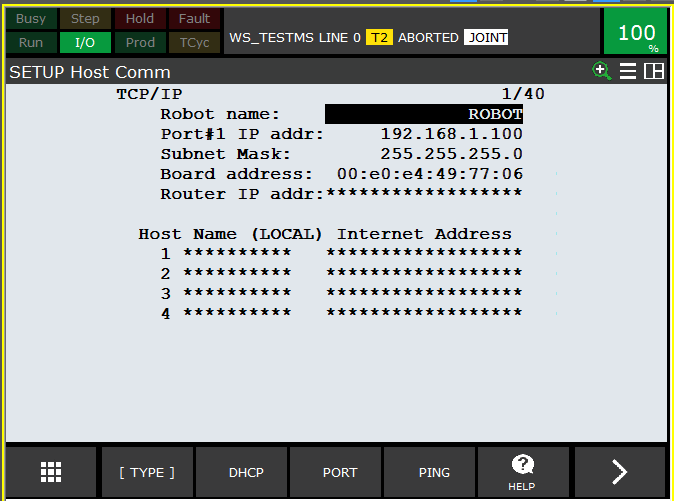 Busy Step Hold Fault
Run I/O Prod TCyc
WS_TESTMS LINE 0 T2 ABORTED JOINT
100 %
SETUP Host Comm
TCP/IP 1/40
Robot name: ROBOT
Port#1 IP addr: 192.168.1.100
Subnet Mask: 255.255.255.0
Board address: 00:e0:e4:49:77:06
Router IP addr:******************
Host Name (LOCAL) Internet Address
1 ********** ******************
2 ********** ******************
3 ********** ******************
4 ********** ******************
[ TYPE ] DHCP PORT PING HELP